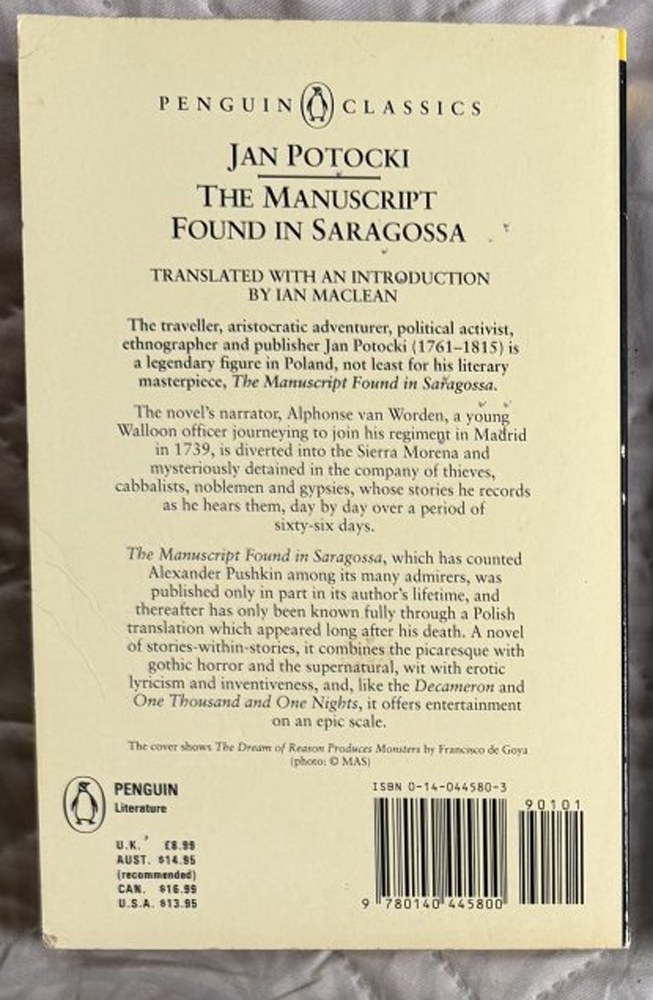 PENGUIN CLASSICS
JAN POTOCKI
THE MANUSCRIPT
FOUND IN SARAGOSSA
TRANSLATED WITH AN INTRODUCTION
BY IAN MACLEAN
The traveller, aristocratic adventurer, political activist,
ethnographer and publisher Jan Potocki (1761–1815) is
a legendary figure in Poland, not least for his literary
masterpiece, The Manuscript Found in Saragossa.
The novel's narrator, Alphonse van Worden, a young
Walloon officer journeying to join his regiment in Madrid
in 1739, is diverted into the Sierra Morena and
mysteriously detained in the company of thieves,
cabbalists, noblemen and gypsies, whose stories he records
as he hears them, day by day over a period of
sixty-six days.
The Manuscript Found in Saragossa, which has counted
Alexander Pushkin among its many admirers, was
published only in part in its author's lifetime, and
thereafter has only been known fully through a Polish
translation which appeared long after his death. A novel
of stories-within-stories, it combines the picaresque with
gothic horror and the supernatural, wit with erotic
lyricism and inventiveness, and, like the Decameron and
One Thousand and One Nights, it offers entertainment
on an epic scale.
The cover shows The Dream of Reason Produces Monsters by Francisco de Goya
(photo: © MAS)
PENGUIN
Literature
U.K. £8.99
AUST. $14.95
(recommended)
CAN. $16.99
U.S.A. $13.95
ISBN 0-14-044580-3
90101
9 780140 445800